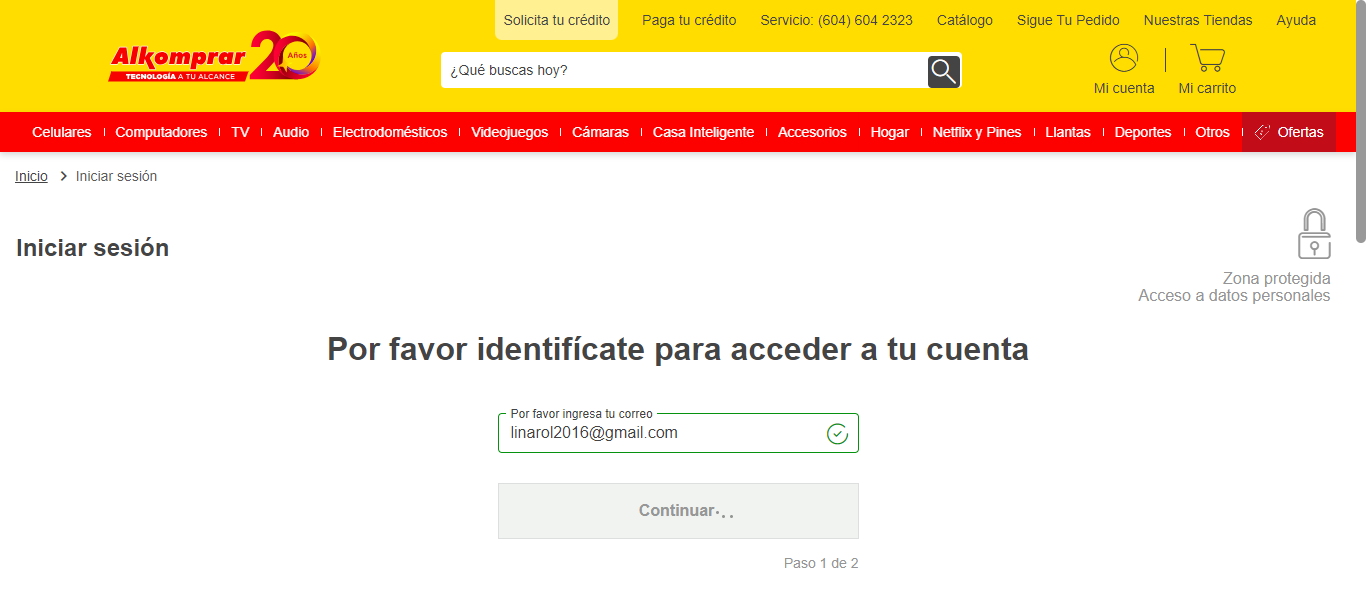 Solicita tu crédito Paga tu crédito Servicio: (604) 604 2323 Catálogo Sigue Tu Pedido Nuestras Tiendas Ayuda
Alkomprar 20 Años
TECNOLOGÍA A TU ALCANCE
¿Qué buscas hoy?
Mi cuenta Mi carrito
Celulares Computadores TV Audio Electrodomésticos Videojuegos Cámaras Casa Inteligente Accesorios Hogar Netflix y Pines Llantas Deportes Otros Ofertas
Inicio > Iniciar sesión
Iniciar sesión
Zona protegida
Acceso a datos personales
Por favor identifícate para acceder a tu cuenta
Por favor ingresa tu correo
linarol2016@gmail.com
Continuar...
Paso 1 de 2